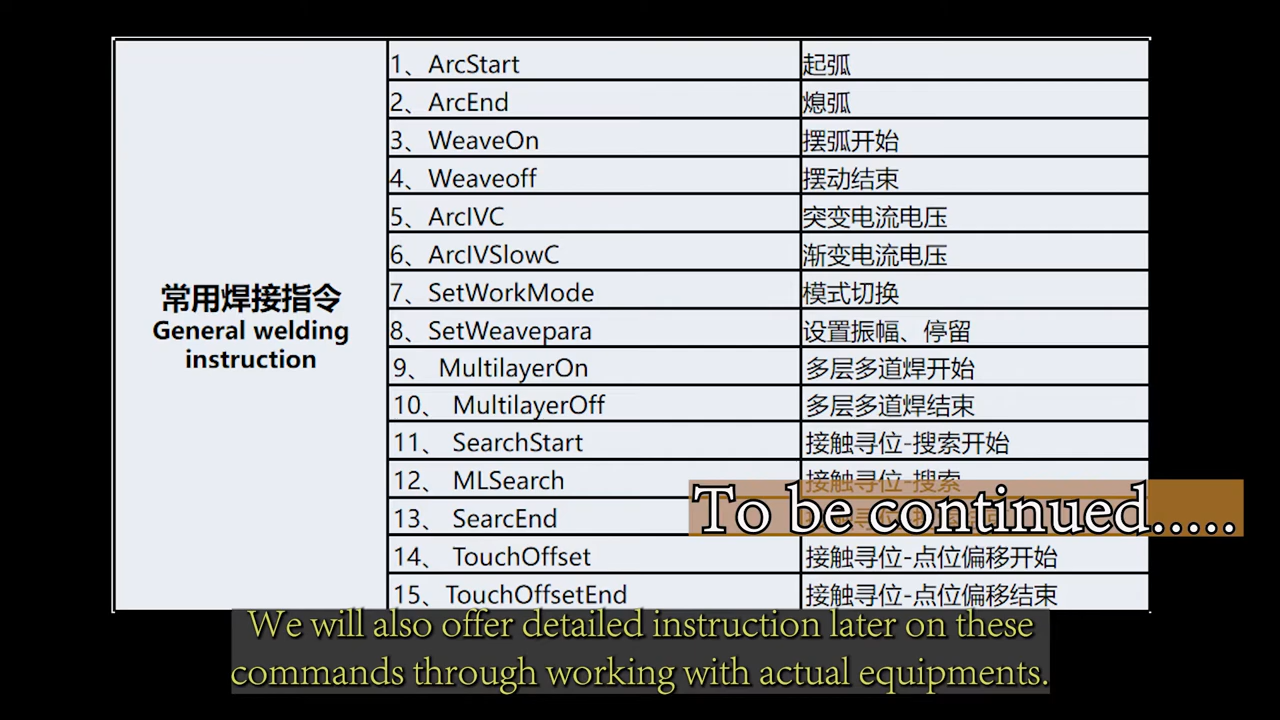 常用焊接指令
General welding
instruction
1、ArcStart 起弧
2、ArcEnd 熄弧
3、WeaveOn 摆弧开始
4、Weaveoff 摆动结束
5、ArcIVC 突变电流电压
6、ArcIVSlowC 渐变电流电压
7、SetWorkMode 模式切换
8、SetWeavepara 设置振幅、停留
9、 MultilayerOn 多层多道焊开始
10、 MultilayerOff 多层多道焊结束
11、 SearchStart 接触寻位-搜索开始
12、 MLSearch 接触寻位-搜索
13、 SearcEnd
To be continued.....
14、 TouchOffset 接触寻位-点位偏移开始
15、TouchOffsetEnd 接触寻位-点位偏移结束
We will also offer detailed instruction later on these
commands through working with actual equipments.